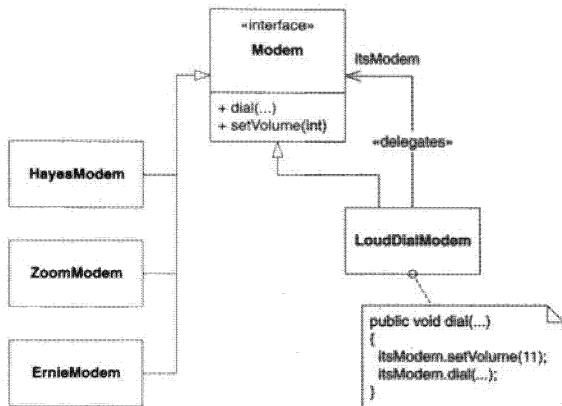 «interface»
Modem
+ dial(...)
+ setVolume(int)
itsModem
«delegates»
HayesModem
ZoomModem
ErnieModem
LoudDialModem
public void dial(...)
{
itsModem.setVolume(11);
itsModem.dial(...);
}